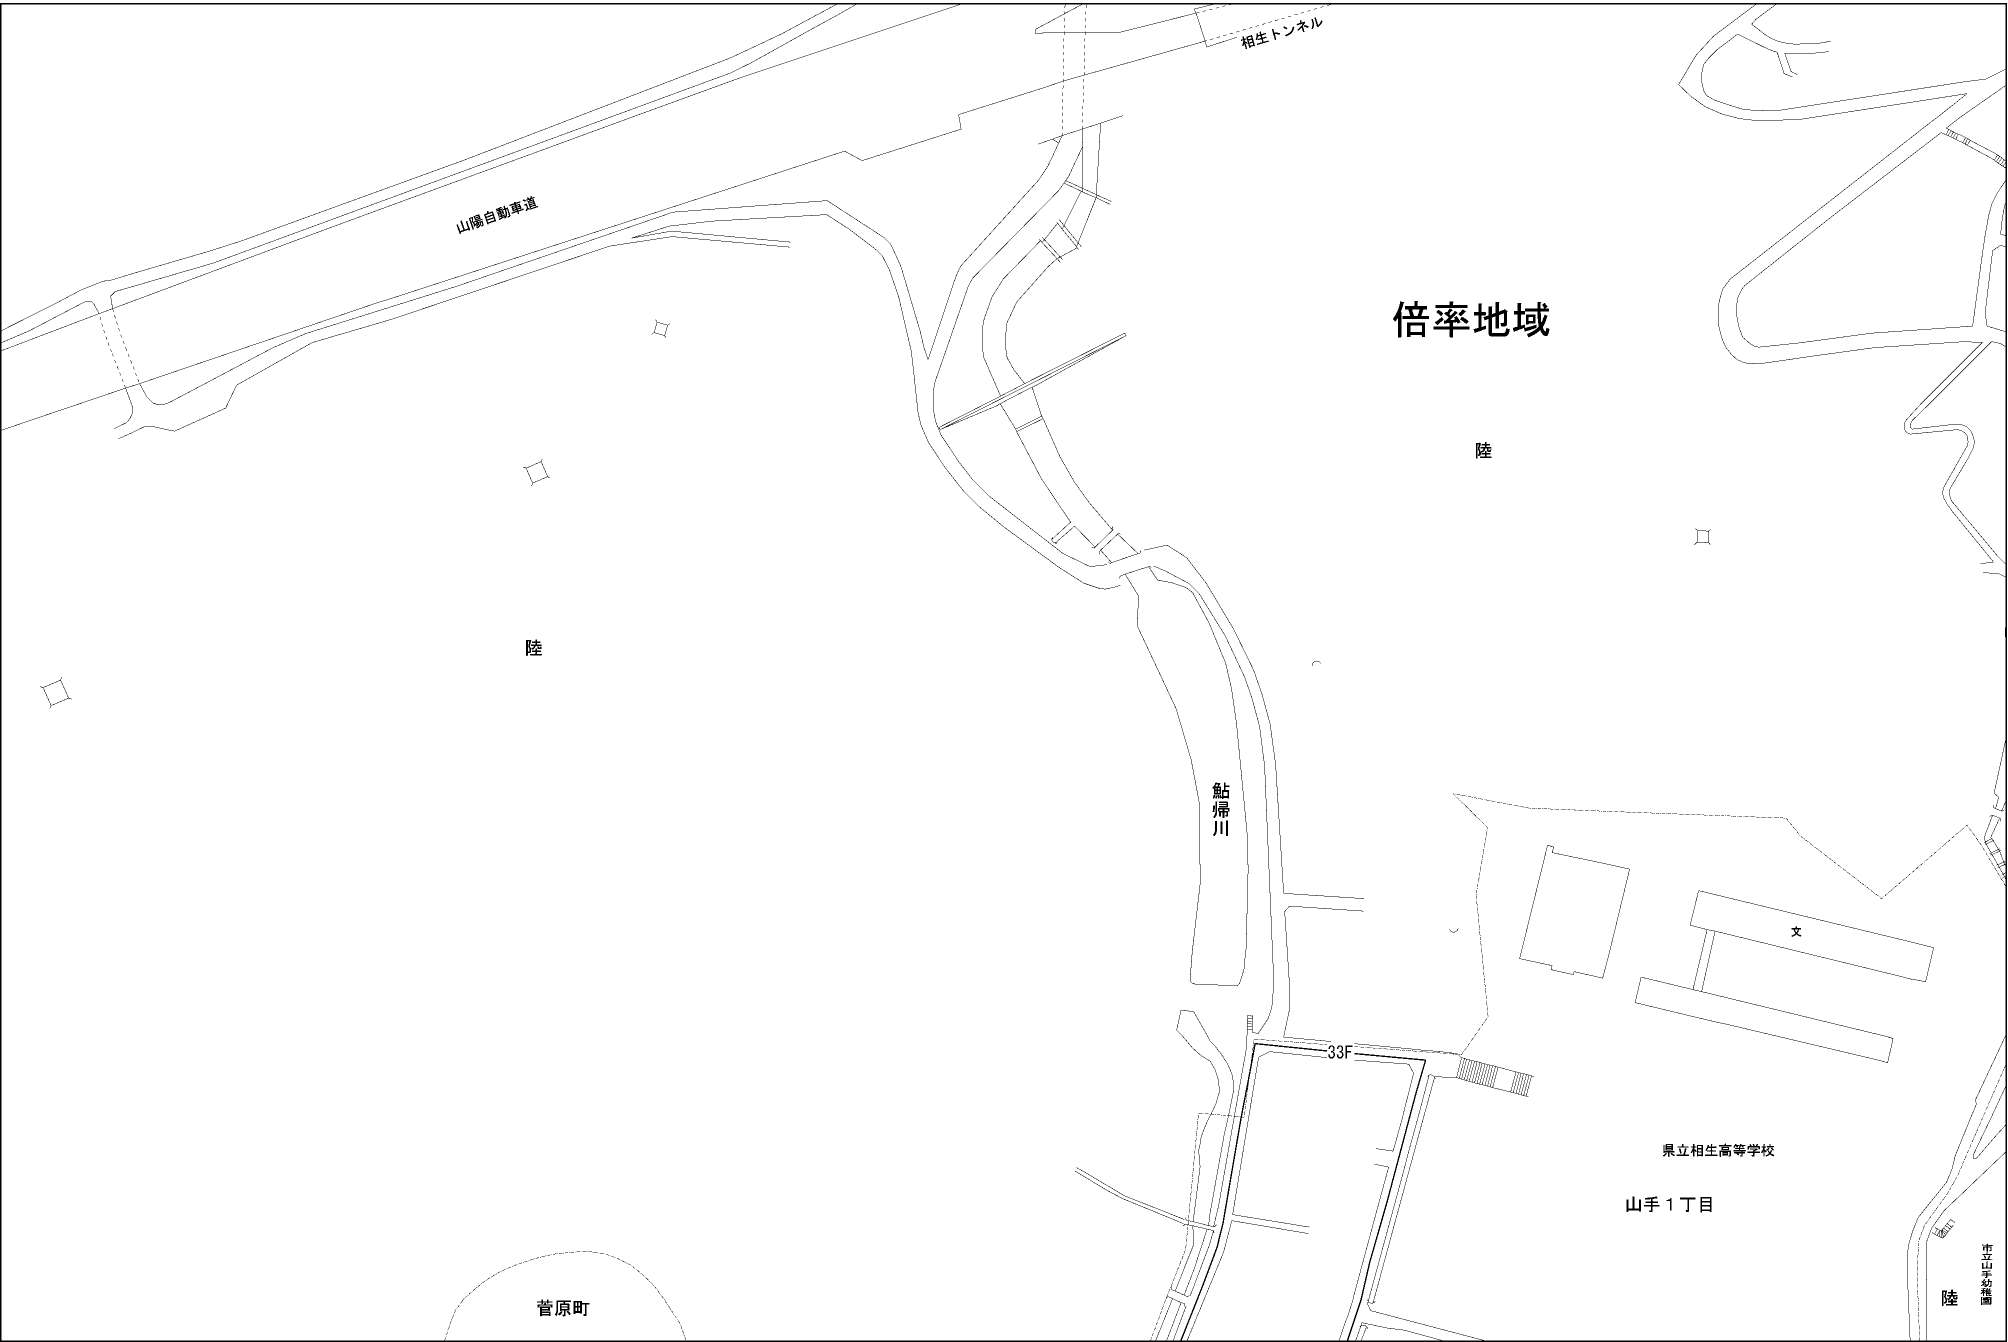 相生トンネル
山陽自動車道
倍率地域
陸
陸
鮎帰川
文
33F
県立相生高等学校
山手１丁目
市立山手幼稚園
陸
菅原町